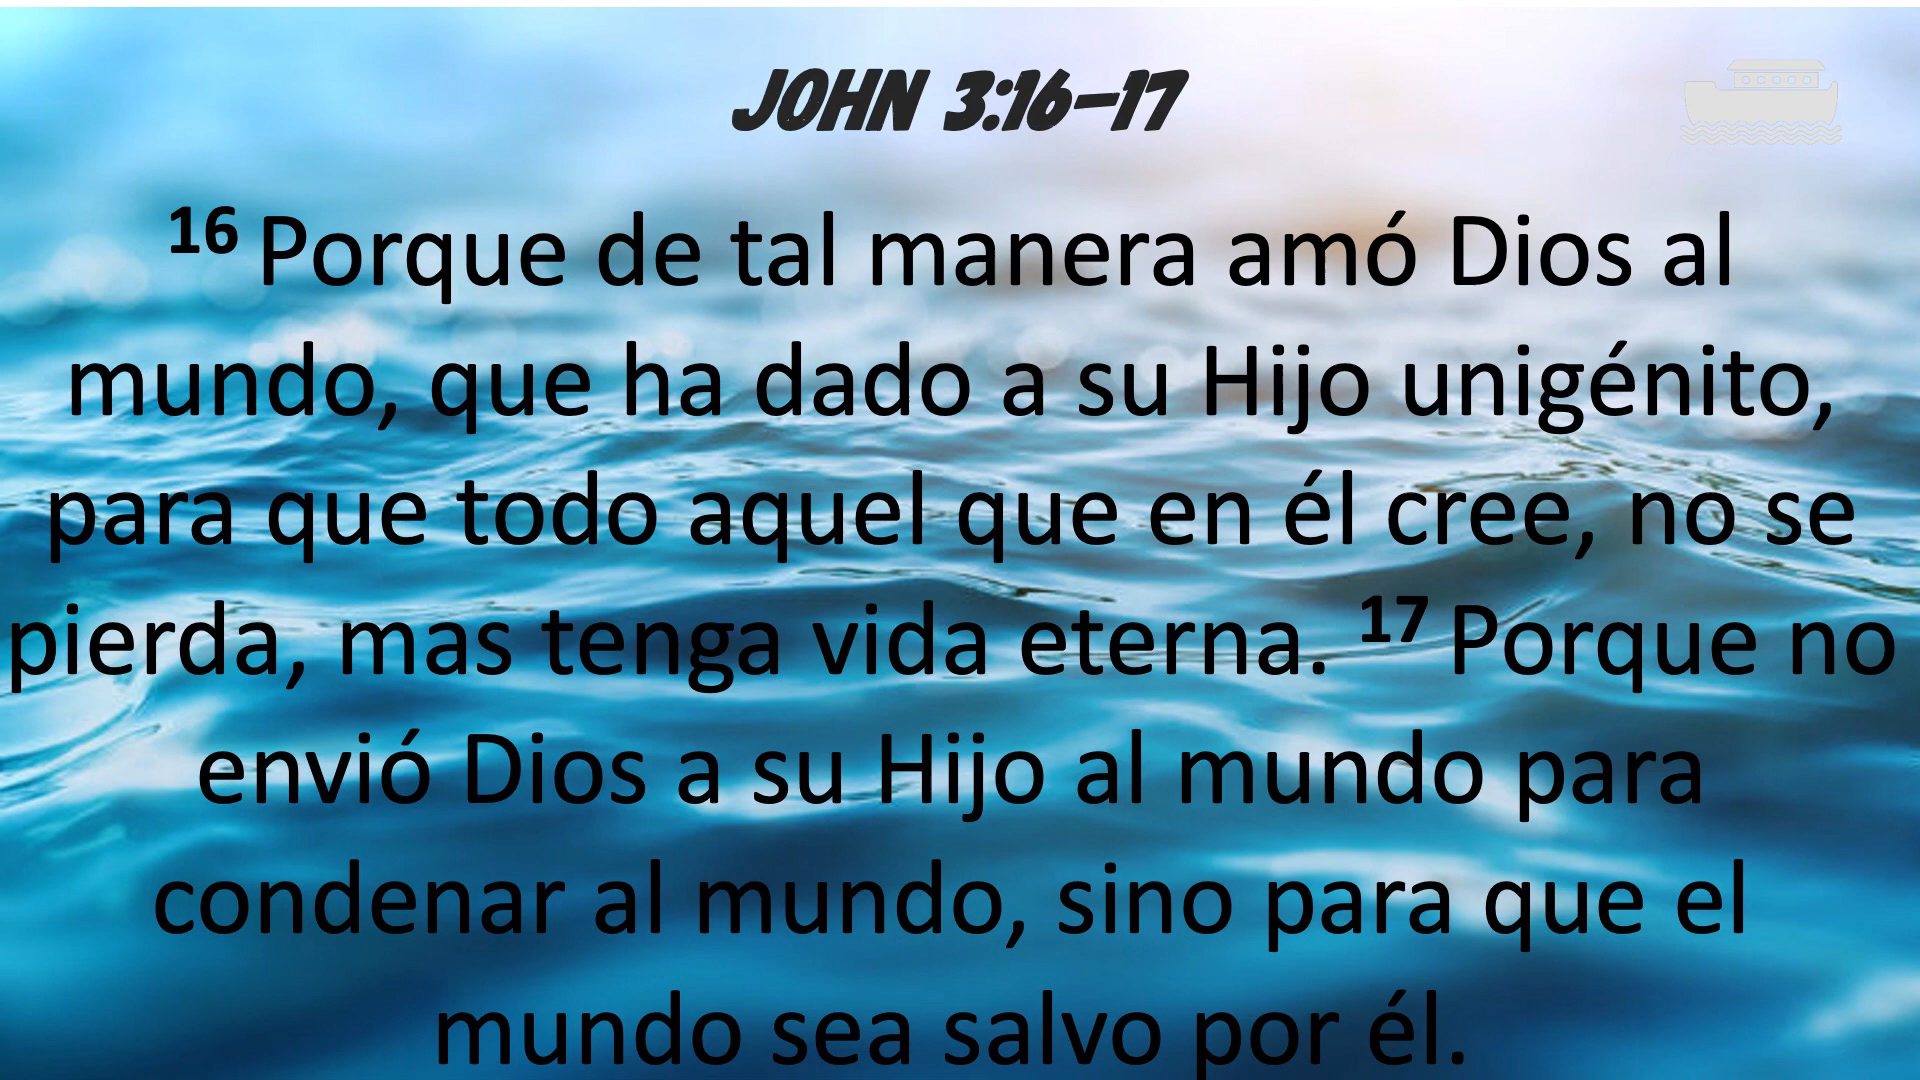 JOHN 3:16-17
16 Porque de tal manera amó Dios al
mundo, que ha dado a su Hijo unigénito,
para que todo aquel que en él cree, no se
pierda, mas tenga vida eterna. 17 Porque no
envió Dios a su Hijo al mundo para
condenar al mundo, sino para que el
mundo sea salvo por él.